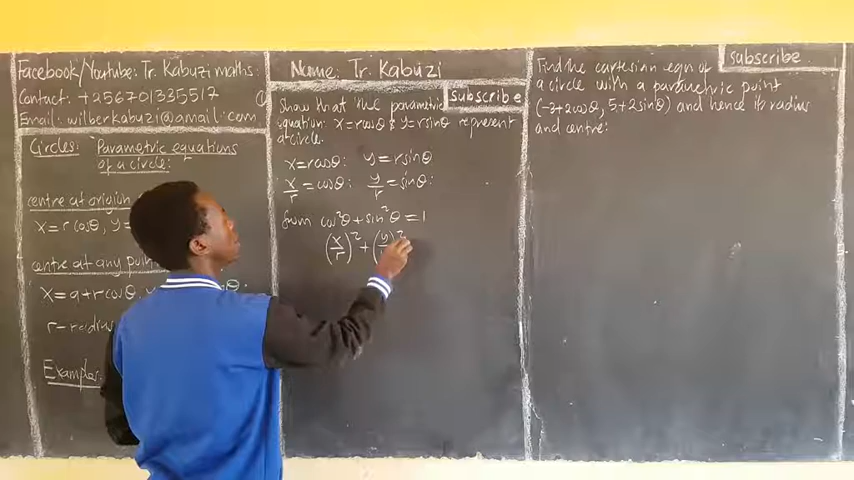 Facebook/Youtube: Tr. Kabuzi maths.
Contact: +256701335517
Email: wilberkabuzi@gmail.com
Circles: Parametric equations
of a circle:
centre at origin
x = r cosθ, y =
centre at any point
x = a + r cosθ
r - radius
Examples
Name: Tr. Kabuzi
Subscribe
① Show that the parametric
equation: x = rcosθ & y = rsinθ represent
a circle.
x = rcosθ: y = rsinθ
x/r = cosθ: y/r = sinθ:
from cos²θ + sin²θ = 1
(x/r)² + (y/r)²
subscribe
Find the cartesian eqn of
a circle with a parametric point
(-3+2cosθ, 5+2sinθ) and hence its radius
and centre: